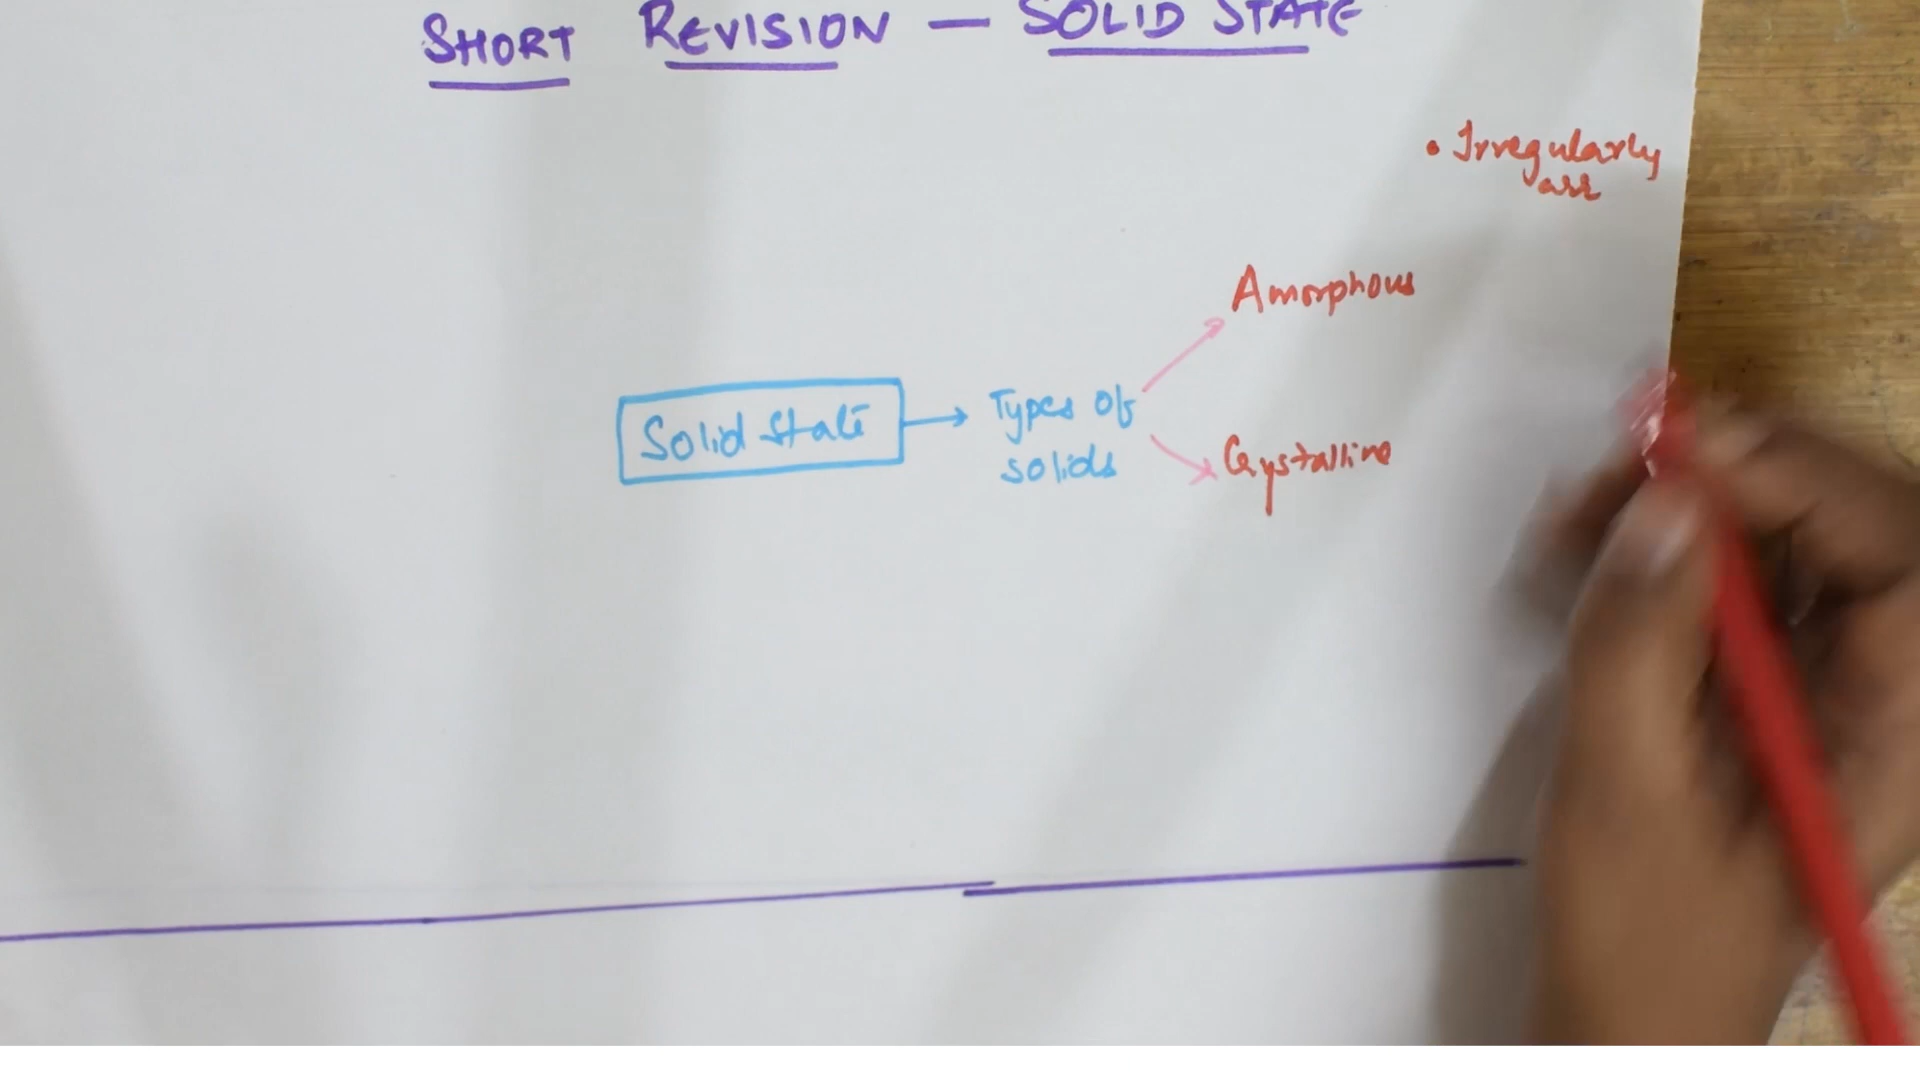 SHORT REVISION — SOLID STATE
• Irregularly
arr
Amorphous
Solid State → Types of
solids
Crystalline